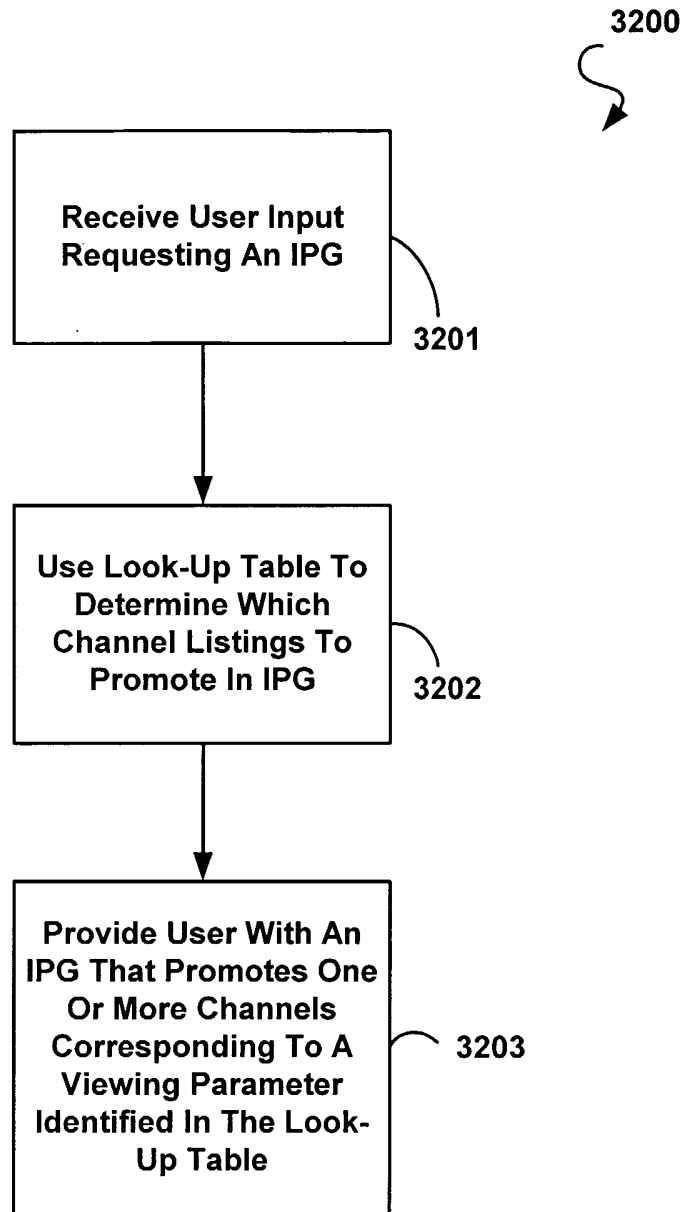 3200
Receive User Input
Requesting An IPG
3201
Use Look-Up Table To
Determine Which
Channel Listings To
Promote In IPG
3202
Provide User With An
IPG That Promotes One
Or More Channels
Corresponding To A
Viewing Parameter
Identified In The Look-
Up Table
3203